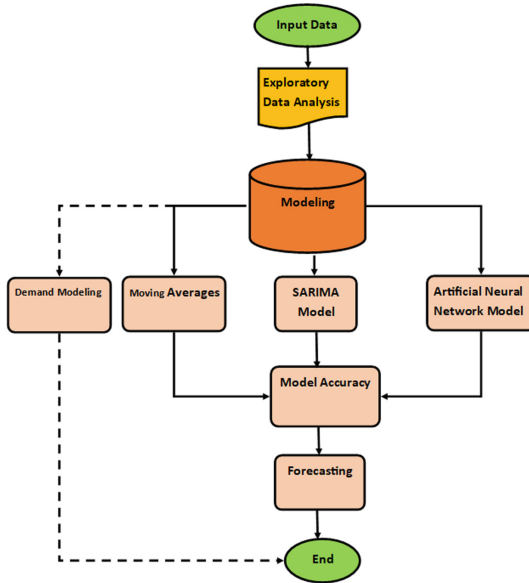 Input Data
Exploratory
Data Analysis
Modeling
Demand Modeling
Moving Averages
SARIMA
Model
Artificial Neural
Network Model
Model Accuracy
Forecasting
End